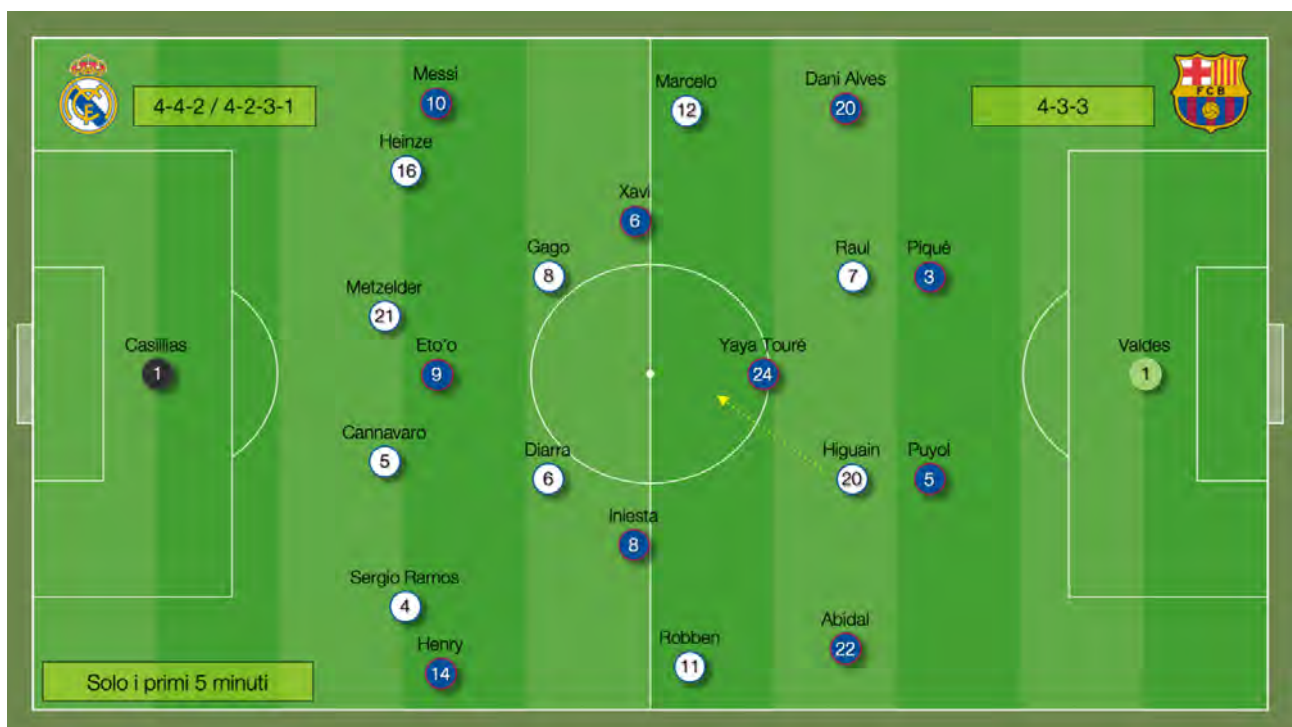 Messi
4-4-2 / 4-2-3-1
10
Marcelo
12
Dani Alves
20
4-3-3
FCB
Heinze
16
Xavi
6
Gago
8
Raul
7
Piquè
3
Metzelder
21
Casillias
1
Eto'o
9
Yaya Touré
24
Valdes
1
Cannavaro
5
Diarra
6
Higuain
20
Puyol
5
Iniesta
8
Sergio Ramos
4
Henry
14
Robben
11
Abidal
22
Solo i primi 5 minuti